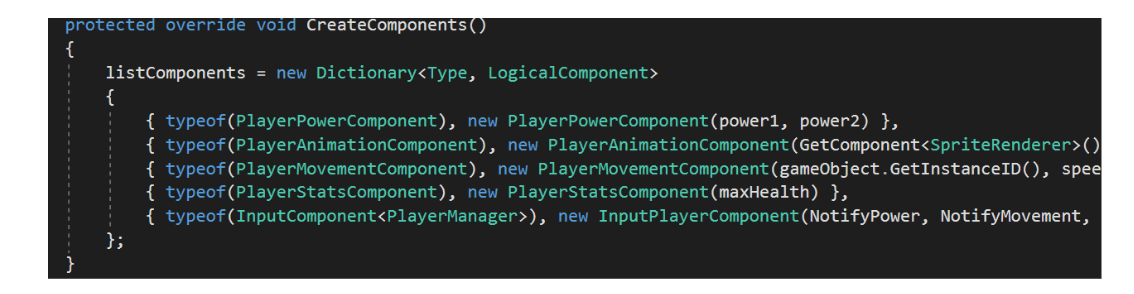 protected override void CreateComponents()
{
listComponents = new Dictionary<Type, LogicalComponent>
{
{ typeof(PlayerPowerComponent), new PlayerPowerComponent(power1, power2) },
{ typeof(PlayerAnimationComponent), new PlayerAnimationComponent(GetComponent<SpriteRenderer>()
{ typeof(PlayerMovementComponent), new PlayerMovementComponent(gameObject.GetInstanceID(), spee
{ typeof(PlayerStatsComponent), new PlayerStatsComponent(maxHealth) },
{ typeof(InputComponent<PlayerManager>), new InputPlayerComponent(NotifyPower, NotifyMovement,
};
}